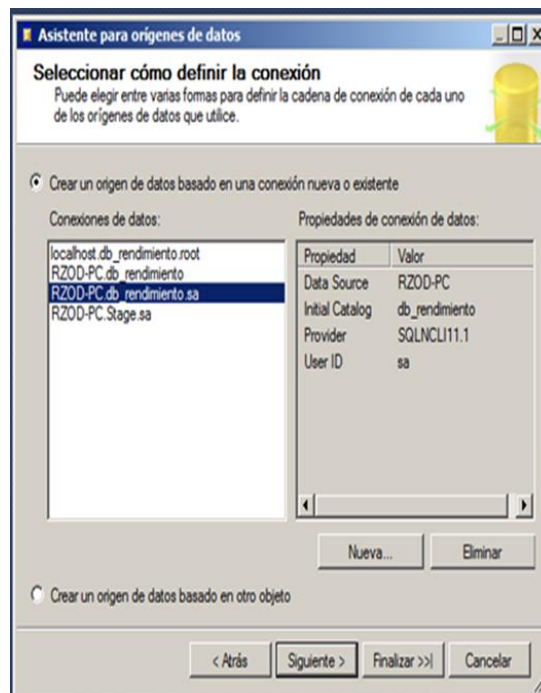 Asistente para orígenes de datos
Seleccionar cómo definir la conexión
Puede elegir entre varias formas para definir la cadena de conexión de cada uno
de los orígenes de datos que utilice.
Crear un origen de datos basado en una conexión nueva o existente
Conexiones de datos:
localhost.db_rendimiento.root
RZOD-PC.db_rendimiento
RZOD-PC.db_rendimiento.sa
RZOD-PC.Stage.sa
Propiedades de conexión de datos:
Propiedad Valor
Data Source RZOD-PC
Initial Catalog db_rendimiento
Provider SQLNCLI11.1
User ID sa
Nueva... Eliminar
Crear un origen de datos basado en otro objeto
< Atrás Siguiente > Finalizar >>| Cancelar